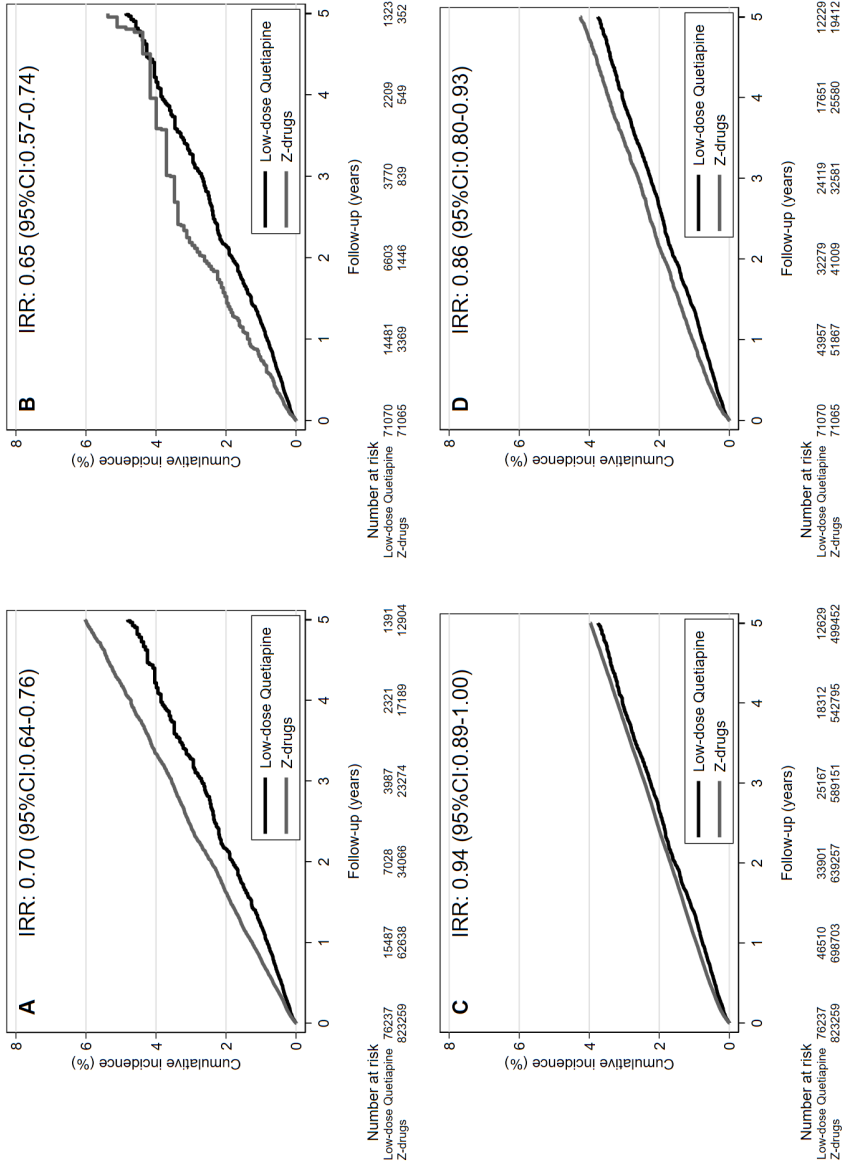 A
IRR: 0.70 (95%CI:0.64-0.76)
Cumulative incidence (%)
8
6
4
2
0
Low-dose Quetiapine
Z-drugs
0 1 2 3 4 5
Follow-up (years)
Number at risk
Low-dose Quetiapine 76237 15487 7028 3987 2321 1391
Z-drugs 823259 62638 34066 23274 17189 12904
B
IRR: 0.65 (95%CI:0.57-0.74)
Cumulative incidence (%)
8
6
4
2
0
Low-dose Quetiapine
Z-drugs
0 1 2 3 4 5
Follow-up (years)
Number at risk
Low-dose Quetiapine 71070 14481 6603 3770 2209 1323
Z-drugs 71065 3369 1646 839 549 352
C
IRR: 0.94 (95%CI:0.89-1.00)
Cumulative incidence (%)
8
6
4
2
0
Low-dose Quetiapine
Z-drugs
0 1 2 3 4 5
Follow-up (years)
Number at risk
Low-dose Quetiapine 76237 46510 33901 25167 18312 12629
Z-drugs 823259 698703 639257 589151 542795 499452
D
IRR: 0.86 (95%CI:0.80-0.93)
Cumulative incidence (%)
8
6
4
2
0
Low-dose Quetiapine
Z-drugs
0 1 2 3 4 5
Follow-up (years)
Number at risk
Low-dose Quetiapine 71070 43957 32279 24119 17651 12229
Z-drugs 71065 51867 41009 32581 25580 19412